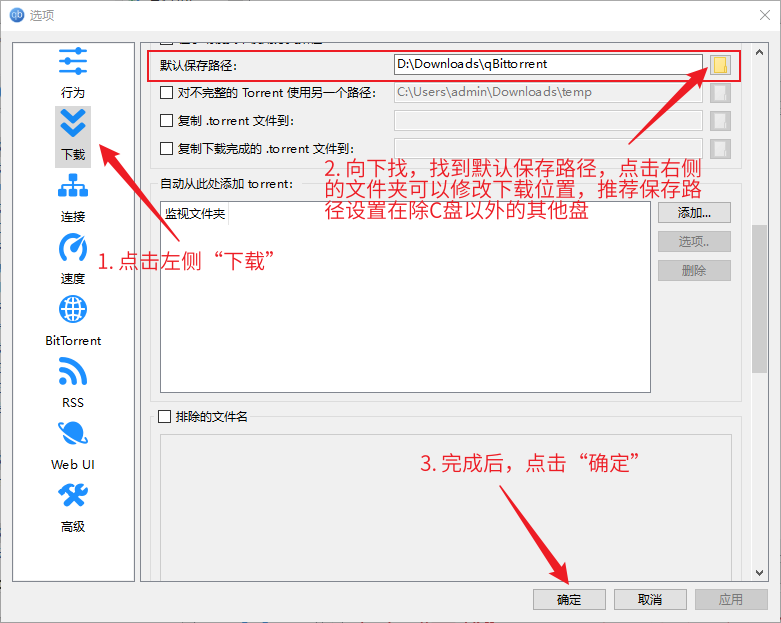 选项
行为
下载
连接
速度
BitTorrent
RSS
Web UI
高级
默认保存路径:
D:\Downloads\qBittorrent
对不完整的 Torrent 使用另一个路径:
C:\Users\admin\Downloads\temp
复制 .torrent 文件到:
复制下载完成的 .torrent 文件到:
2. 向下找，找到默认保存路径，点击右侧
的文件夹可以修改下载位置，推荐保存路
径设置在除C盘以外的其他盘
自动从此处添加 torrent:
监视文件夹
添加...
选项..
删除
1. 点击左侧“下载”
排除的文件名
3. 完成后，点击“确定”
确定
取消
应用